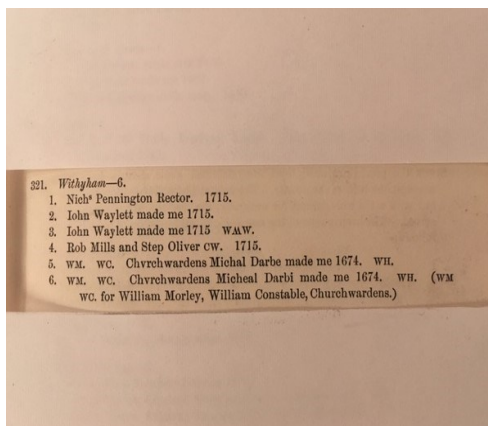 321. Withyham—6.
1. Nichˢ Pennington Rector. 1715.
2. Iohn Waylett made me 1715.
3. Iohn Waylett made me 1715 WMW.
4. Rob Mills and Step Oliver CW. 1715.
5. WM. WC. Chvrchwardens Michal Darbe made me 1674. WH.
6. WM. WC. Chvrchwardens Micheal Darbi made me 1674. WH. (WM
WC. for William Morley, William Constable, Churchwardens.)